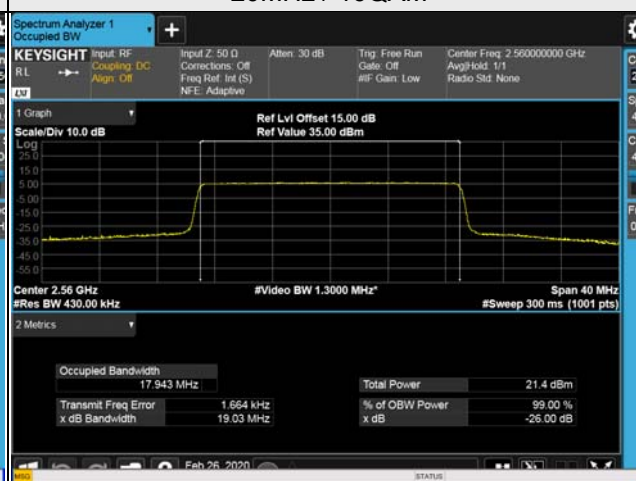 Spectrum Analyzer 1
Occupied BW
KEYSIGHT Input: RF Input Z: 50 Ω Atten: 30 dB Trig: Free Run Center Freq: 2.560000000 GHz
RL Coupling: DC Corrections: Off Gate: Off Avg|Hold: 1/1
Align: Off Freq Ref: Int (S) #IF Gain: Low Radio Std: None
LXI NFE: Adaptive
1 Graph
Ref Lvl Offset 15.00 dB
Scale/Div 10.0 dB Ref Value 35.00 dBm
Log
25.0
15.0
5.00
-5.00
-15.0
-25.0
-35.0
-45.0
-55.0
Center 2.56 GHz #Video BW 1.3000 MHz* Span 40 MHz
#Res BW 430.00 kHz #Sweep 300 ms (1001 pts)
2 Metrics
Occupied Bandwidth
17.943 MHz Total Power 21.4 dBm
Transmit Freq Error 1.664 kHz % of OBW Power 99.00 %
x dB Bandwidth 19.03 MHz x dB -26.00 dB
Feb 26, 2020
MSG STATUS